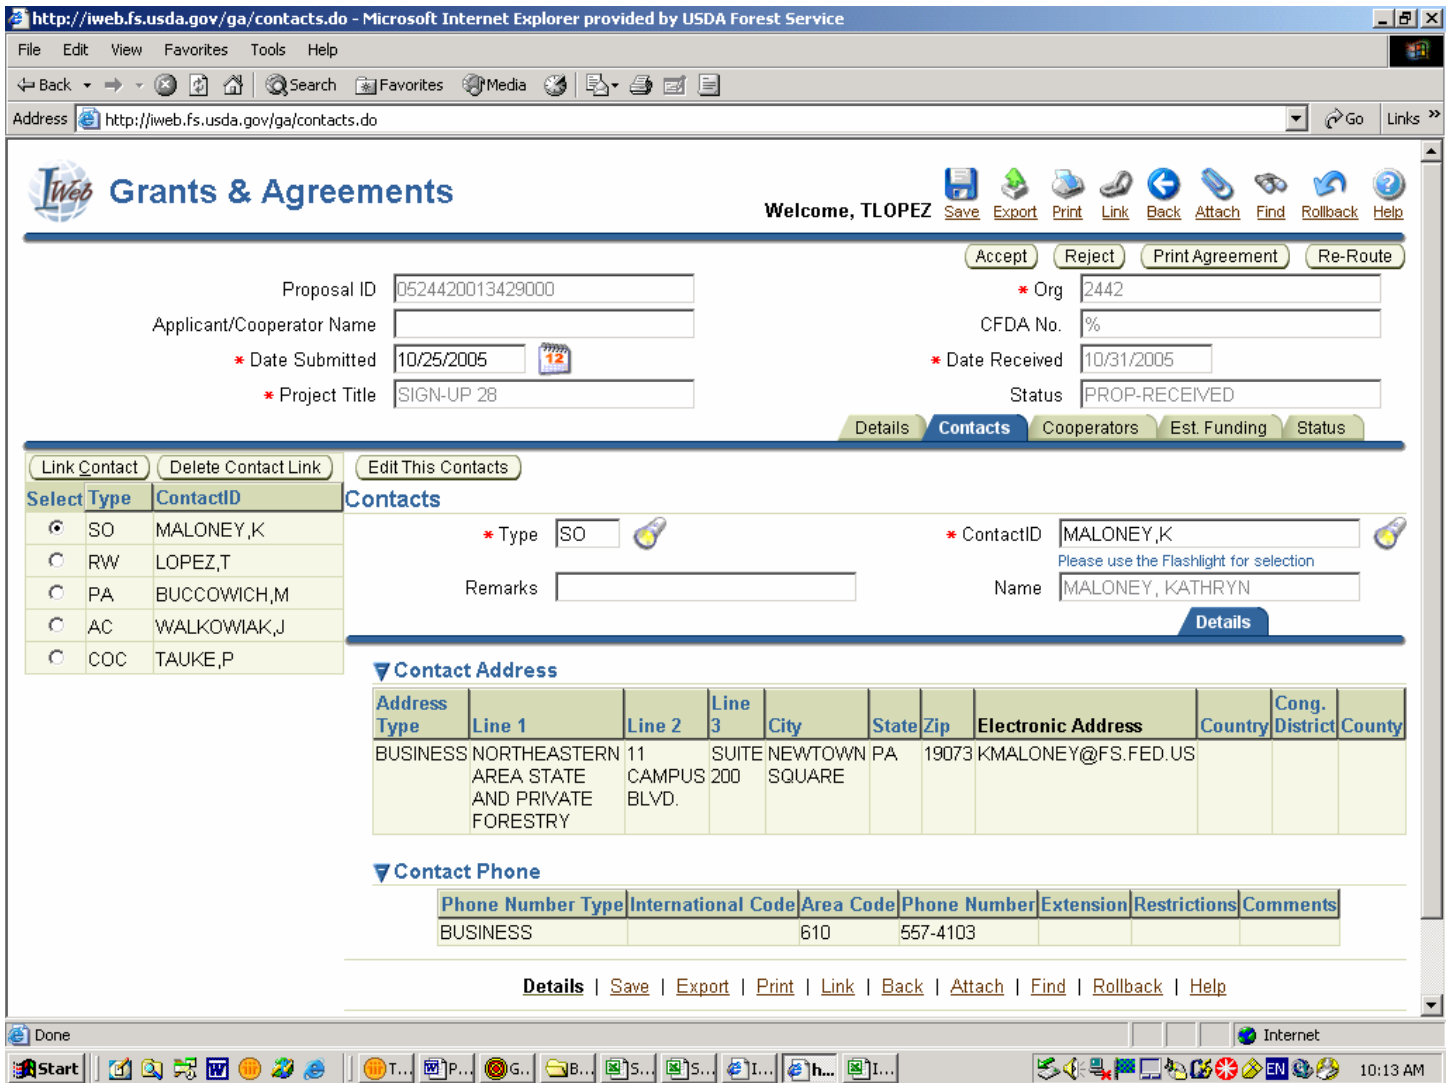 http://iweb.fs.usda.gov/ga/contacts.do - Microsoft Internet Explorer provided by USDA Forest Service
File Edit View Favorites Tools Help
Back Search Favorites Media
Address http://iweb.fs.usda.gov/ga/contacts.do Go Links »
IWeb Grants & Agreements
Welcome, TLOPEZ Save Export Print Link Back Attach Find Rollback Help
Accept Reject Print Agreement Re-Route
Proposal ID 0524420013429000 * Org 2442
Applicant/Cooperator Name CFDA No. %
* Date Submitted 10/25/2005 12 * Date Received 10/31/2005
* Project Title SIGN-UP 28 Status PROP-RECEIVED
Details Contacts Cooperators Est. Funding Status
Link Contact Delete Contact Link Edit This Contacts
Select Type ContactID
SO MALONEY,K
RW LOPEZ,T
PA BUCCOWICH,M
AC WALKOWIAK,J
COC TAUKE,P
Contacts
* Type SO * ContactID MALONEY,K
Please use the Flashlight for selection
Remarks Name MALONEY, KATHRYN
Details
Contact Address
Address Type Line 1 Line 2 Line 3 City State Zip Electronic Address Country Cong. District County
BUSINESS NORTHEASTERN 11 SUITE NEWTOWN PA 19073 KMALONEY@FS.FED.US
AREA STATE CAMPUS 200 SQUARE
AND PRIVATE BLVD.
FORESTRY
Contact Phone
Phone Number Type International Code Area Code Phone Number Extension Restrictions Comments
BUSINESS 610 557-4103
Details | Save | Export | Print | Link | Back | Attach | Find | Rollback | Help
Done Internet
Start T... P... G.. B... S... S... I... h... I... EN 10:13 AM